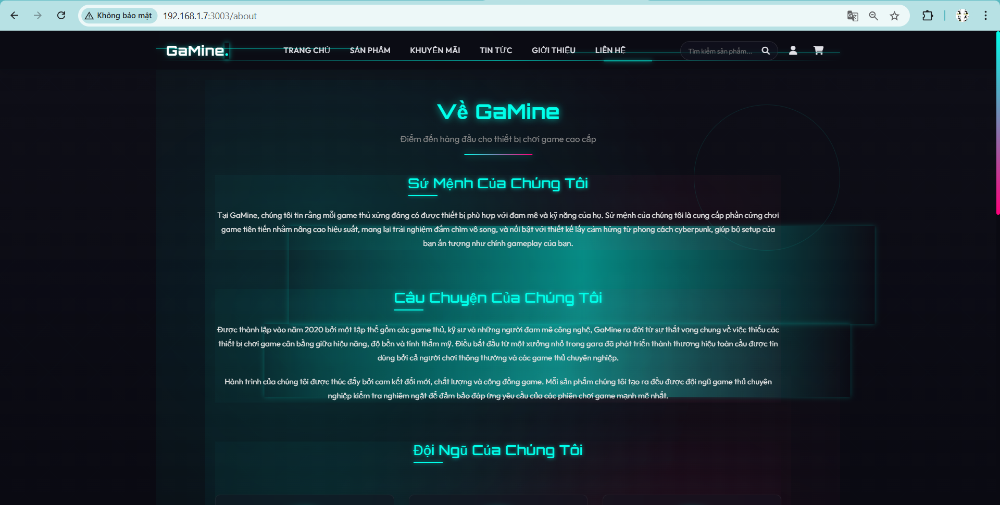 Không bảo mật 192.168.1.7:3003/about
GaMine. TRANG CHỦ SẢN PHẨM KHUYẾN MÃI TIN TỨC GIỚI THIỆU LIÊN HỆ Tìm kiếm sản phẩm...
Về GaMine
Điểm đến hàng đầu cho thiết bị chơi game cao cấp
Sứ Mệnh Của Chúng Tôi
Tại GaMine, chúng tôi tin rằng mỗi game thủ xứng đáng có được thiết bị phù hợp với đam mê và kỹ năng của họ. Sứ mệnh của chúng tôi là cung cấp phần cứng chơi
game tiên tiến nhằm nâng cao hiệu suất, mang lại trải nghiệm đắm chìm vô song, và nổi bật với thiết kế lấy cảm hứng từ phong cách cyberpunk, giúp bộ setup của
bạn ấn tượng như chính gameplay của bạn.
Câu Chuyện Của Chúng Tôi
Được thành lập vào năm 2020 bởi một tập thể gồm các game thủ, kỹ sư và những người đam mê công nghệ, GaMine ra đời từ sự thất vọng chung về việc thiếu các
thiết bị chơi game cân bằng giữa hiệu năng, độ bền và tính thẩm mỹ. Điều bắt đầu từ một xưởng nhỏ trong gara đã phát triển thành thương hiệu toàn cầu được tin
dùng bởi cả người chơi thông thường và các game thủ chuyên nghiệp.
Hành trình của chúng tôi được thúc đẩy bởi cam kết đổi mới, chất lượng và cộng đồng game. Mỗi sản phẩm chúng tôi tạo ra đều được đội ngũ game thủ chuyên
nghiệp kiểm tra nghiêm ngặt để đảm bảo đáp ứng yêu cầu của các phiên chơi game mạnh mẽ nhất.
Đội Ngũ Của Chúng Tôi